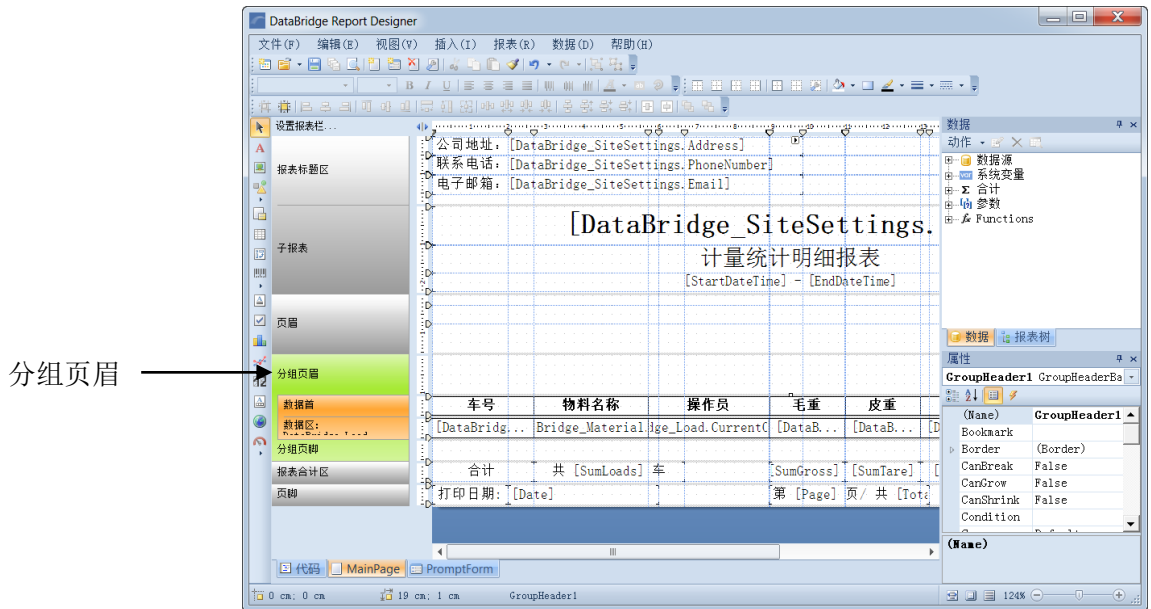 DataBridge Report Designer
文件(F) 编辑(E) 视图(V) 插入(I) 报表(R) 数据(D) 帮助(H)
设置报表栏...
报表标题区
子报表
页眉
分组页眉
分组页眉
数据首
数据区:
分组页脚
报表合计区
页脚
公司地址: [DataBridge_SiteSettings.Address]
联系电话: [DataBridge_SiteSettings.PhoneNumber]
电子邮箱: [DataBridge_SiteSettings.Email]
[DataBridge_SiteSettings.
计量统计明细报表
[StartDateTime] - [EndDateTime]
车号 物料名称 操作员 毛重 皮重
[DataBridg... Bridge_Material. dge_Load.CurrentC [DataB... [DataB... [D
合计 共 [SumLoads] 车 [SumGross] [SumTare] [
打印日期: [Date] 第 [Page] 页/ 共 [Tota
代码 MainPage PromptForm
数据
动作
数据源
系统变量
合计
参数
Functions
数据 报表树
属性
GroupHeader1 GroupHeaderBa
(Name) GroupHeader1
Bookmark
Border (Border)
CanBreak False
CanGrow False
CanShrink False
Condition
(Name)
0 cm; 0 cm 19 cm; 1 cm GroupHeader1 124%